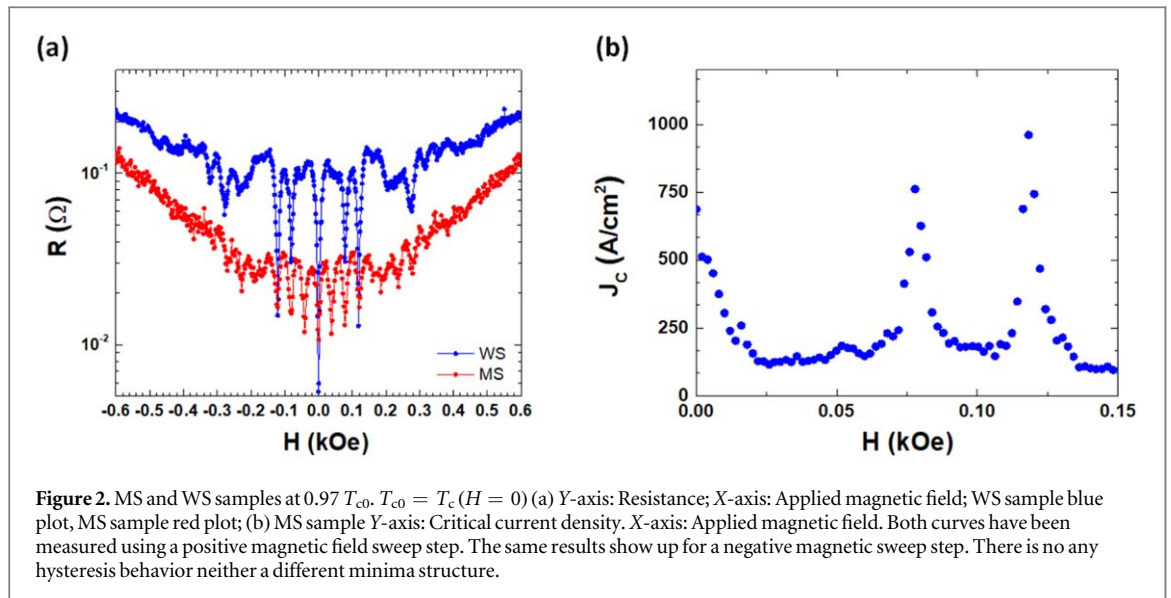 (a)
(b)
R (Ω)
10⁻¹
10⁻²
WS
MS
-0.6 -0.5 -0.4 -0.3 -0.2 -0.1 0.0 0.1 0.2 0.3 0.4 0.5 0.6
H (kOe)
J_C (A/cm²)
1000
750
500
250
0
0.00 0.05 0.10 0.15
H (kOe)
Figure 2. MS and WS samples at 0.97 T_c0. T_c0 = T_c (H = 0) (a) Y-axis: Resistance; X-axis: Applied magnetic field; WS sample blue
plot, MS sample red plot; (b) MS sample Y-axis: Critical current density. X-axis: Applied magnetic field. Both curves have been
measured using a positive magnetic field sweep step. The same results show up for a negative magnetic sweep step. There is no any
hysteresis behavior neither a different minima structure.